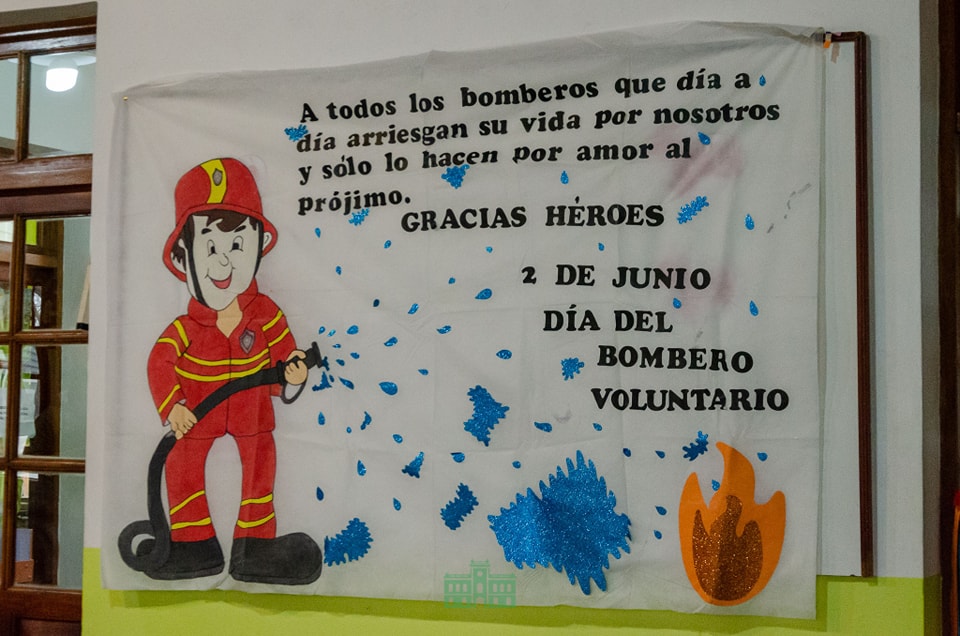 A todos los bomberos que día a
día arriesgan su vida por nosotros
y sólo lo hacen por amor al
prójimo.
GRACIAS HÉROES
2 DE JUNIO
DÍA DEL
BOMBERO
VOLUNTARIO